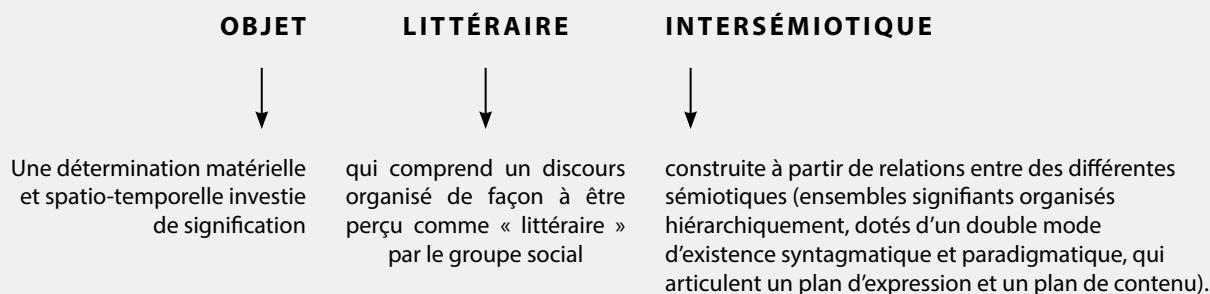 OBJET
LITTÉRAIRE
INTERSÉMIOTIQUE
Une détermination matérielle
et spatio-temporelle investie
de signification
qui comprend un discours
organisé de façon à être
perçu comme « littéraire »
par le groupe social
construite à partir de relations entre des différentes
sémiotiques (ensembles signifiants organisés
hiérarchiquement, dotés d’un double mode
d’existence syntagmatique et paradigmatique, qui
articulent un plan d’expression et un plan de contenu).